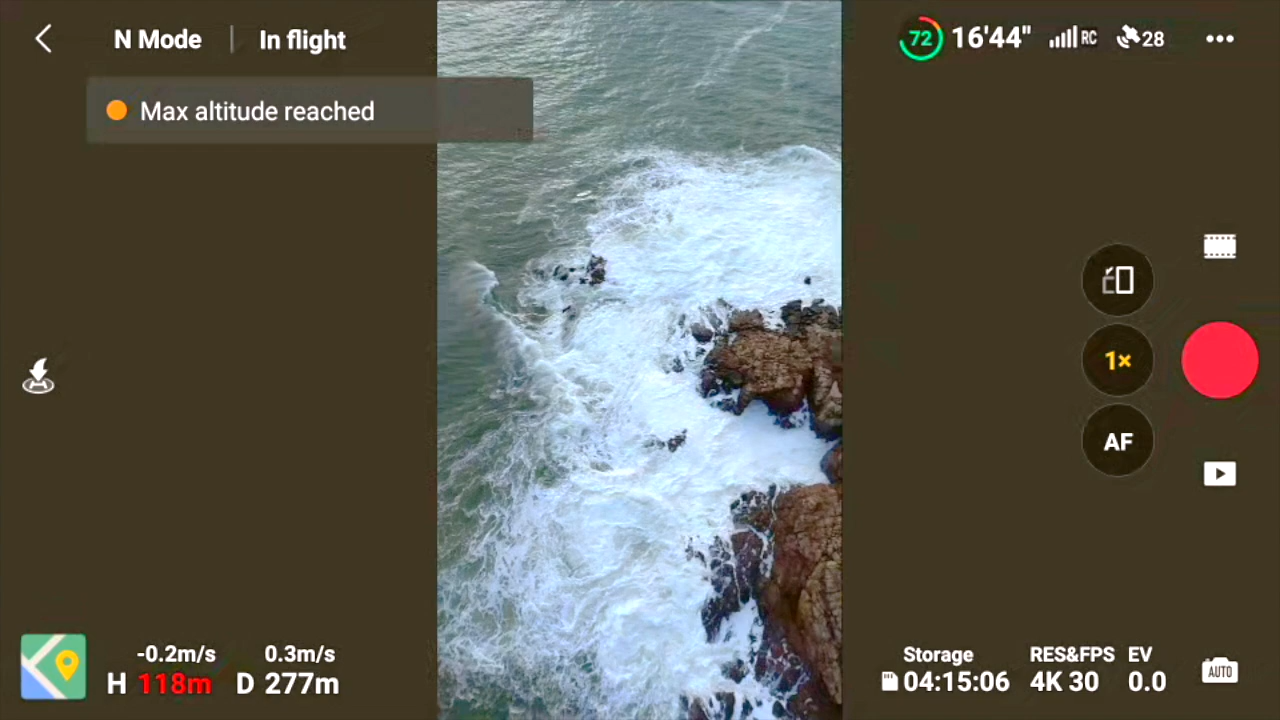 N Mode | In flight
72 16'44" RC 28
Max altitude reached
1×
AF
-0.2m/s 0.3m/s
H 118m D 277m
Storage RES&FPS EV
04:15:06 4K 30 0.0
AUTO